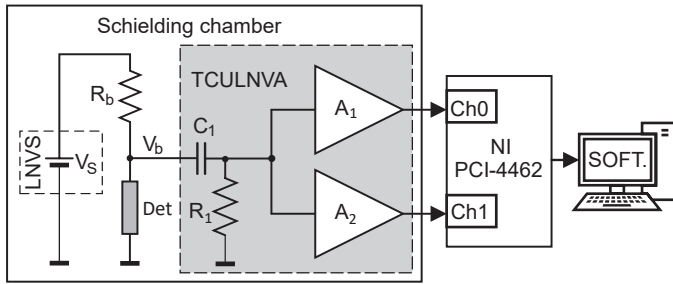 Schielding chamber
TCULNVA
R_b
LNVS
V_S
V_b
C_1
Det
R_1
A_1
A_2
Ch0
Ch1
NI
PCI-4462
SOFT.